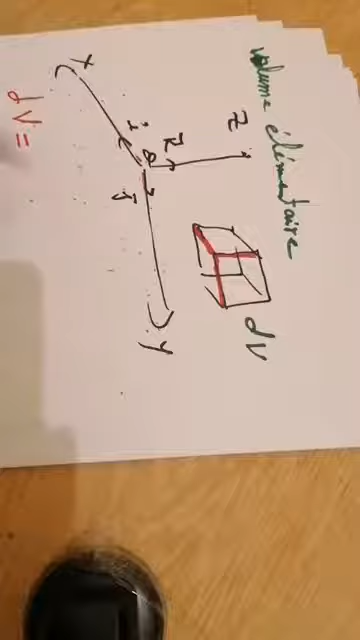 volume élémentaire
Z
dV
k
o
i
j
x
y
dV =